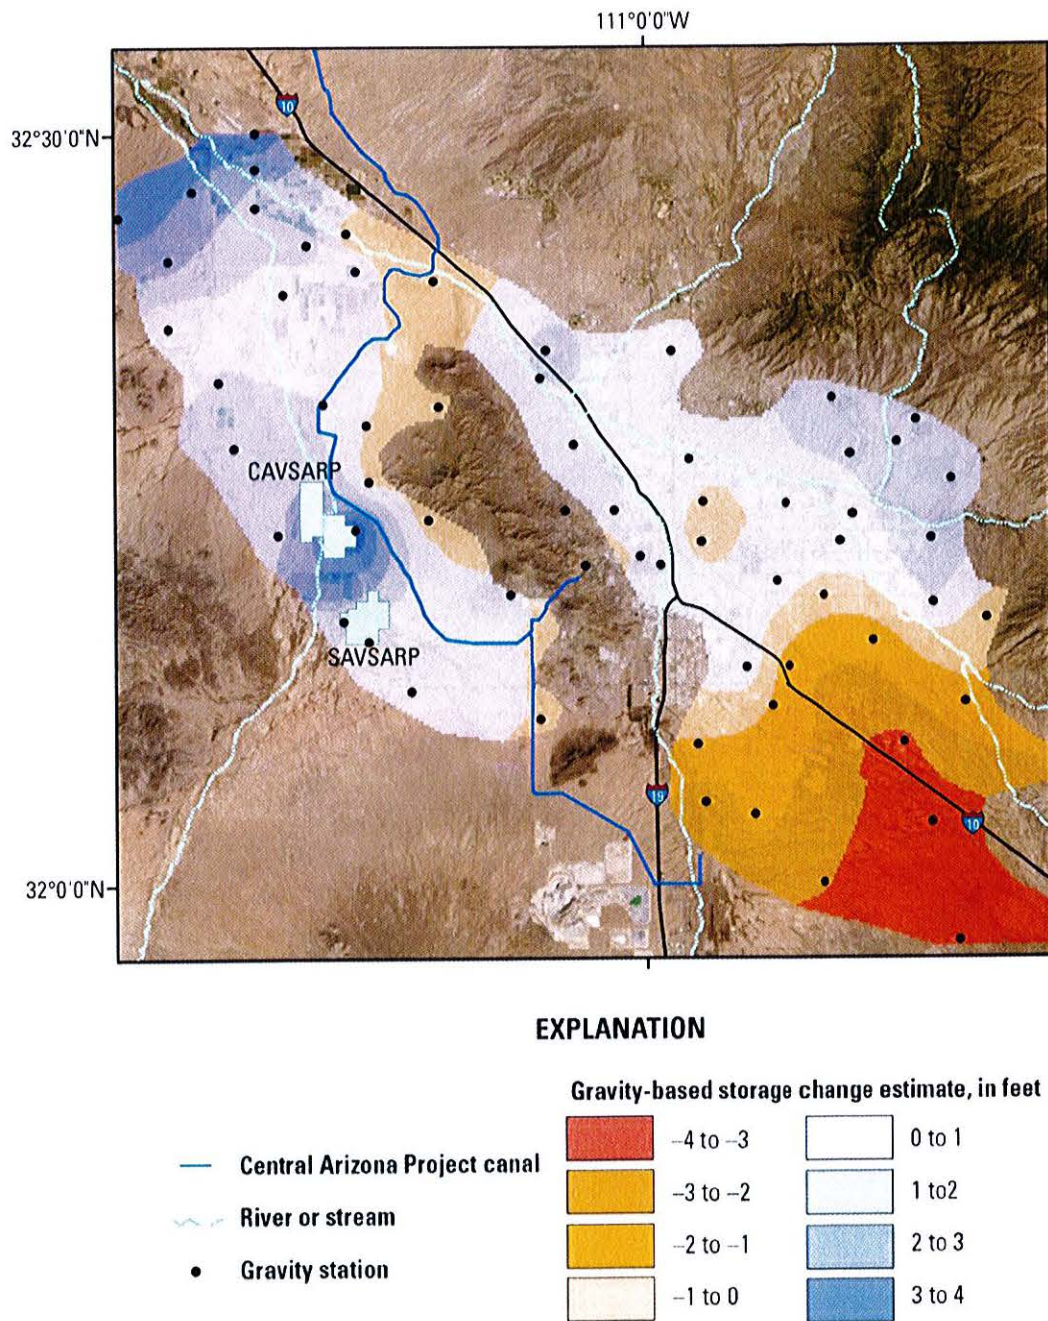 111°0'0"W
10
32°30'0"N
CAVSARP
SAVSARP
19
10
32°0'0"N
EXPLANATION
Gravity-based storage change estimate, in feet
Central Arizona Project canal
River or stream
Gravity station
–4 to –3
–3 to –2
–2 to –1
–1 to 0
0 to 1
1 to2
2 to 3
3 to 4